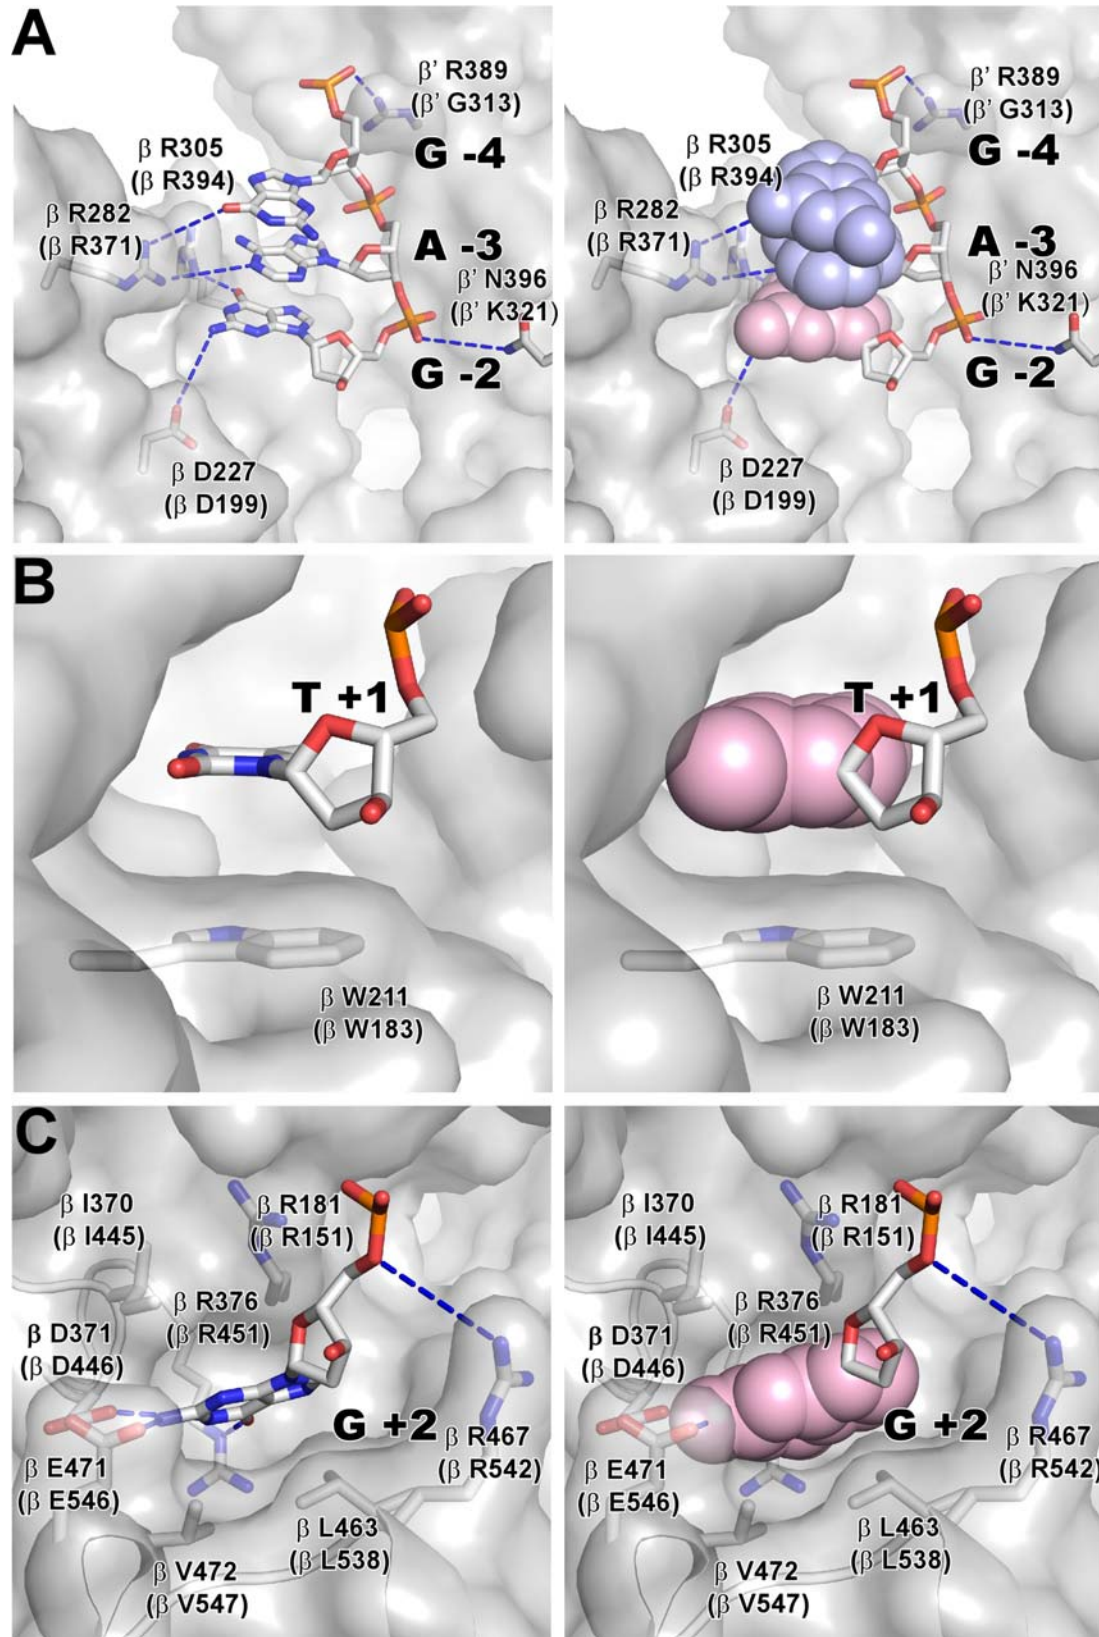 A
β' R389
(β' G313)
G -4
β R305
(β R394)
β R282
(β R371)
A -3
β' N396
(β' K321)
G -2
β D227
(β D199)
β' R389
(β' G313)
G -4
β R305
(β R394)
β R282
(β R371)
A -3
β' N396
(β' K321)
G -2
β D227
(β D199)
B
T +1
β W211
(β W183)
T +1
β W211
(β W183)
C
β I370
(β I445)
β R181
(β R151)
β R376
(β R451)
β D371
(β D446)
G +2
β R467
(β R542)
β E471
(β E546)
β L463
(β L538)
β V472
(β V547)
β I370
(β I445)
β R181
(β R151)
β R376
(β R451)
β D371
(β D446)
G +2
β R467
(β R542)
β E471
(β E546)
β L463
(β L538)
β V472
(β V547)